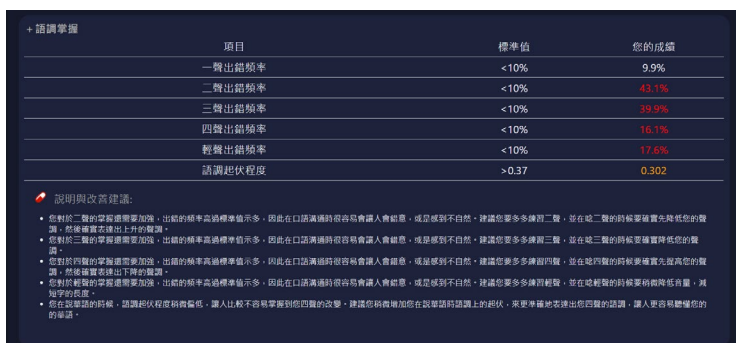 + 語調掌握
項目 標準值 您的成績
一聲出錯頻率 <10% 9.9%
二聲出錯頻率 <10% 43.1%
三聲出錯頻率 <10% 39.9%
四聲出錯頻率 <10% 16.1%
輕聲出錯頻率 <10% 17.6%
語調起伏程度 >0.37 0.302
說明與改善建議:
• 您對於二聲的掌握還需要加強，出錯的頻率高過標準值示多，因此在口語溝通時很容易會讓人會錯意，或是感到不自然。建議您要多多練習二聲，並在唸二聲的時候要確實先降低您的聲
調，然後確實表達出上升的聲調。
• 您對於三聲的掌握還需要加強，出錯的頻率高過標準值示多，因此在口語溝通時很容易會讓人會錯意，或是感到不自然。建議您要多多練習三聲，並在唸三聲的時候要確實降低您的聲
調。
• 您對於四聲的掌握還需要加強，出錯的頻率高過標準值示多，因此在口語溝通時很容易會讓人會錯意，或是感到不自然。建議您要多多練習四聲，並在唸四聲的時候要確實先提高您的聲
調，然後確實表達出下降的聲調。
• 您對於輕聲的掌握還需要加強，出錯的頻率高過標準值示多，因此在口語溝通時很容易會讓人會錯意，或是感到不自然。建議您要多多練習輕聲，並在唸輕聲的時候要稍微降低音量，減
短字的長度。
• 您在說華語的時候，語調起伏程度稍微偏低，讓人比較不容易掌握到您四聲的改變。建議您稍微增加您在說華語時語調上的起伏，來更準確地表達出您四聲的語調，讓人更容易聽懂您的
的華語。